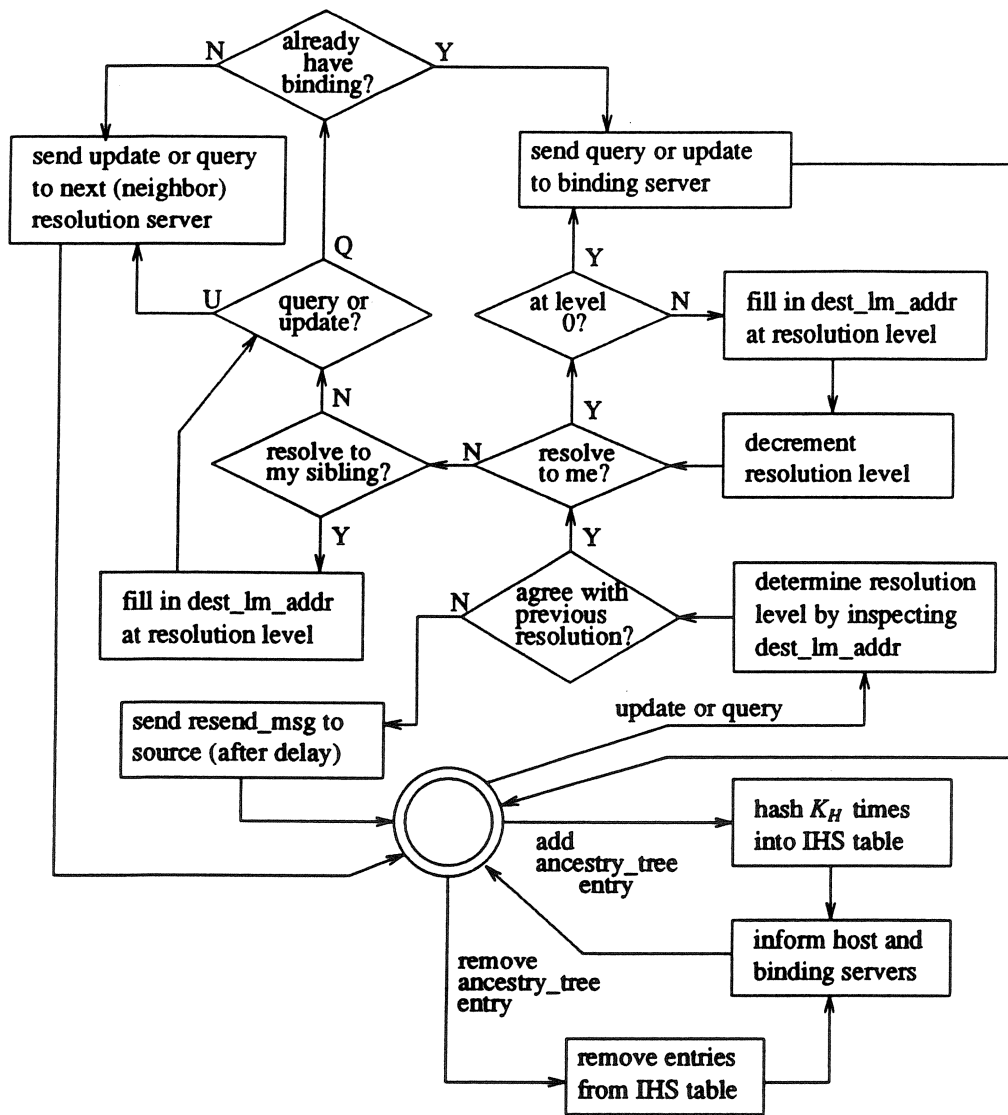 already
have
binding?
N
Y
send update or query
to next (neighbor)
resolution server
send query or update
to binding server
Q
U
query or
update?
Y
at level
0?
N
fill in dest_lm_addr
at resolution level
N
resolve to
my sibling?
Y
N
resolve
to me?
Y
decrement
resolution level
fill in dest_lm_addr
at resolution level
Y
N
agree with
previous
resolution?
determine resolution
level by inspecting
dest_lm_addr
send resend_msg to
source (after delay)
update or query
add
ancestry_tree
entry
hash K_H times
into IHS table
remove
ancestry_tree
entry
inform host and
binding servers
remove entries
from IHS table